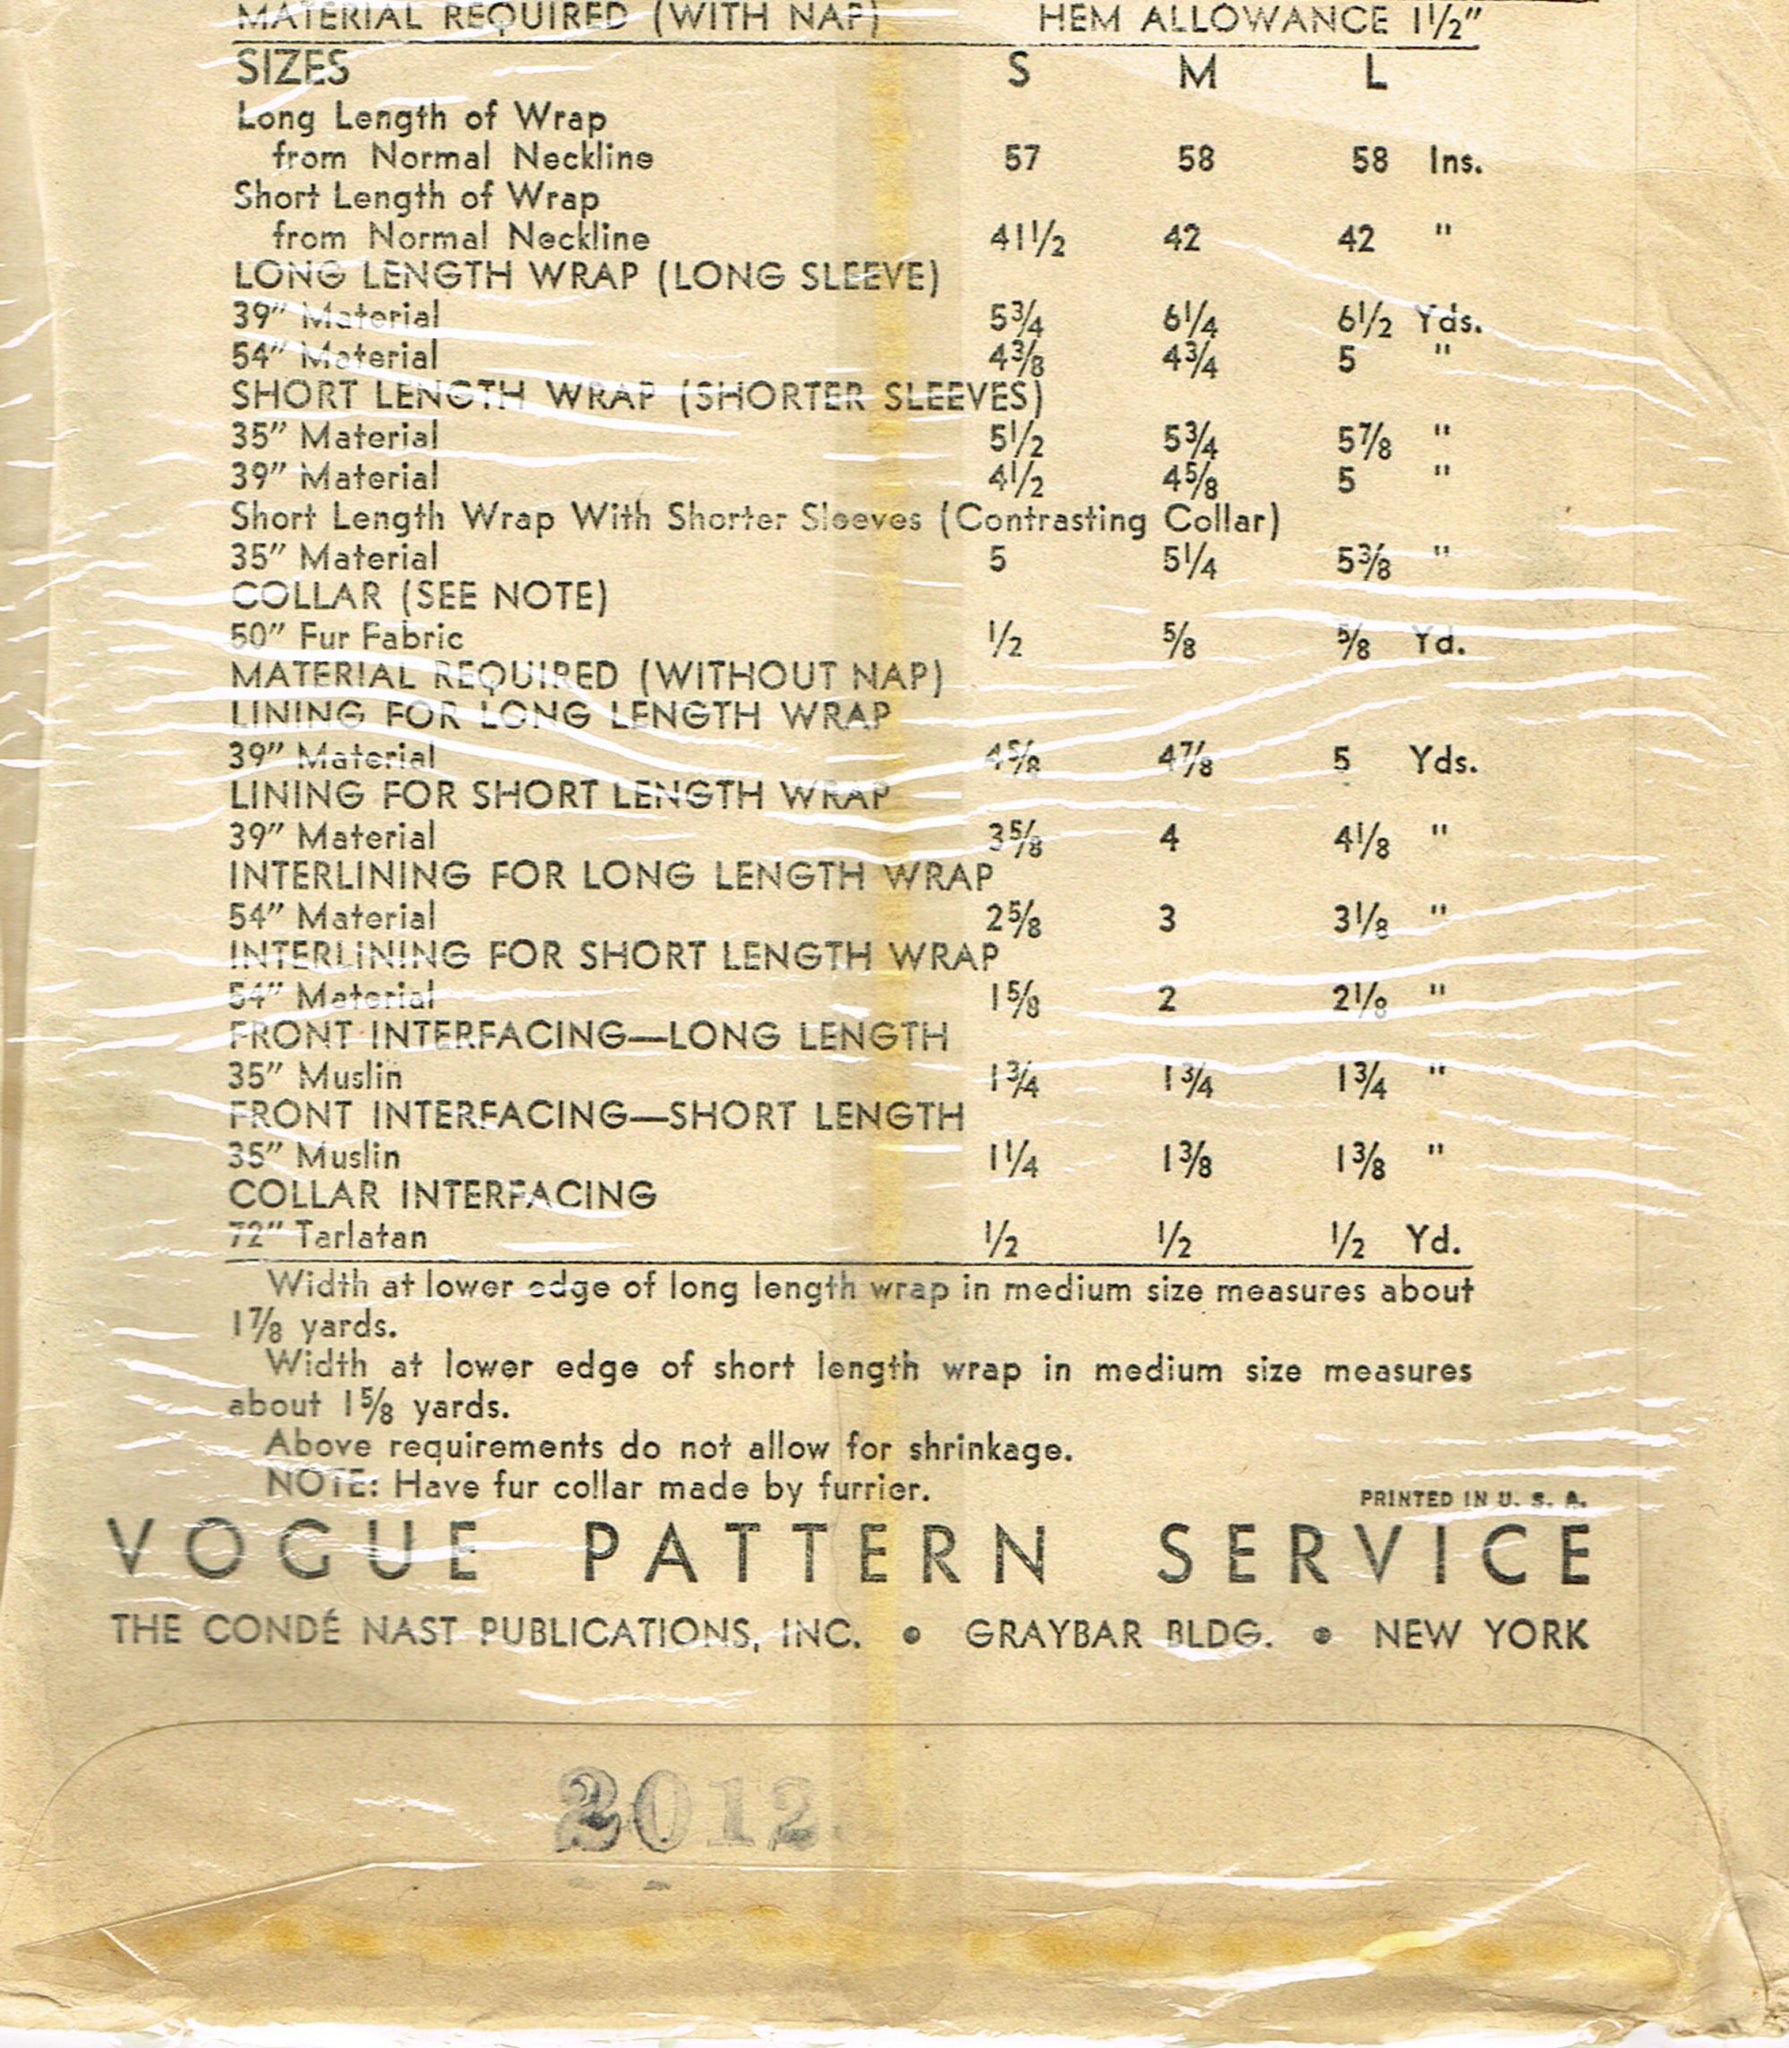 MATERIAL REQUIRED (WITH NAP) HEM ALLOWANCE 1½"
SIZES S M L
Long Length of Wrap
from Normal Neckline 57 58 58 Ins.
Short Length of Wrap
from Normal Neckline 41½ 42 42 "
LONG LENGTH WRAP (LONG SLEEVE)
39" Material 5¾ 6¼ 6½ Yds.
54" Material 4⅜ 4¾ 5 "
SHORT LENGTH WRAP (SHORTER SLEEVES)
35" Material 5½ 5¾ 5⅞ "
39" Material 4½ 4⅝ 5 "
Short Length Wrap With Shorter Sleeves (Contrasting Collar)
35" Material 5 5¼ 5⅜ "
COLLAR (SEE NOTE)
50" Fur Fabric ½ ⅝ ⅝ Yd.
MATERIAL REQUIRED (WITHOUT NAP)
LINING FOR LONG LENGTH WRAP
39" Material 4⅝ 4⅞ 5 Yds.
LINING FOR SHORT LENGTH WRAP
39" Material 3⅝ 4 4⅛ "
INTERLINING FOR LONG LENGTH WRAP
54" Material 2⅝ 3 3⅛ "
INTERLINING FOR SHORT LENGTH WRAP
54" Material 1⅝ 2 2⅛ "
FRONT INTERFACING—LONG LENGTH
35" Muslin 1¾ 1¾ 1¾ "
FRONT INTERFACING—SHORT LENGTH
35" Muslin 1¼ 1⅜ 1⅜ "
COLLAR INTERFACING
72" Tarlatan ½ ½ ½ Yd.
Width at lower edge of long length wrap in medium size measures about
1⅞ yards.
Width at lower edge of short length wrap in medium size measures
about 1⅝ yards.
Above requirements do not allow for shrinkage.
NOTE: Have fur collar made by furrier.
PRINTED IN U. S. A.
VOGUE PATTERN SERVICE
THE CONDÉ NAST PUBLICATIONS, INC. • GRAYBAR BLDG. • NEW YORK
2012